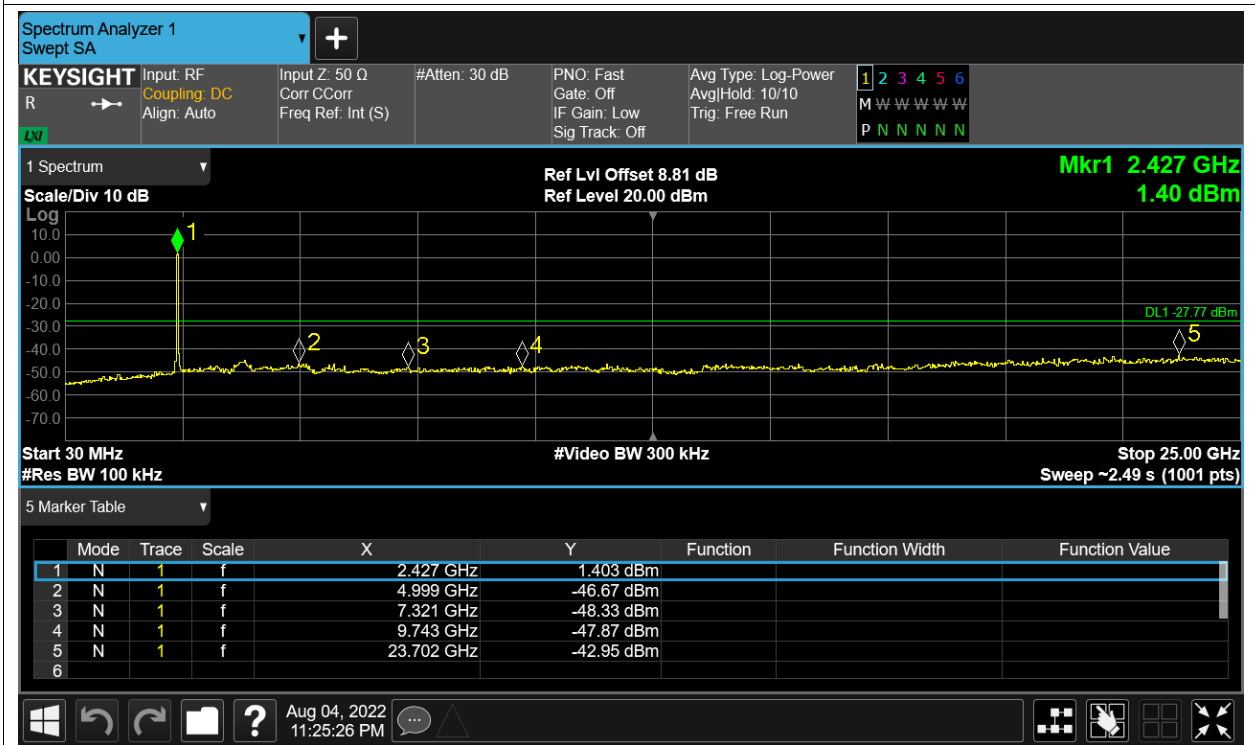 Spectrum Analyzer 1
Swept SA
KEYSIGHT Input: RF Input Z: 50 Ω #Atten: 30 dB PNO: Fast Avg Type: Log-Power 1 2 3 4 5 6
R Coupling: DC Corr CCorr Gate: Off Avg|Hold: 10/10 M W W W W W W
Align: Auto Freq Ref: Int (S) IF Gain: Low Trig: Free Run
LXI Sig Track: Off P N N N N N N
1 Spectrum Ref Lvl Offset 8.81 dB Mkr1 2.427 GHz
Scale/Div 10 dB Ref Level 20.00 dBm 1.40 dBm
Log
10.0 1
0.00
-10.0
-20.0
DL1 -27.77 dBm
-30.0
2 3 4 5
-40.0
-50.0
-60.0
-70.0
Start 30 MHz #Video BW 300 kHz Stop 25.00 GHz
#Res BW 100 kHz Sweep ~2.49 s (1001 pts)
5 Marker Table
Mode Trace Scale X Y Function Function Width Function Value
1 N 1 f 2.427 GHz 1.403 dBm
2 N 1 f 4.999 GHz -46.67 dBm
3 N 1 f 7.321 GHz -48.33 dBm
4 N 1 f 9.743 GHz -47.87 dBm
5 N 1 f 23.702 GHz -42.95 dBm
6
? Aug 04, 2022
11:25:26 PM